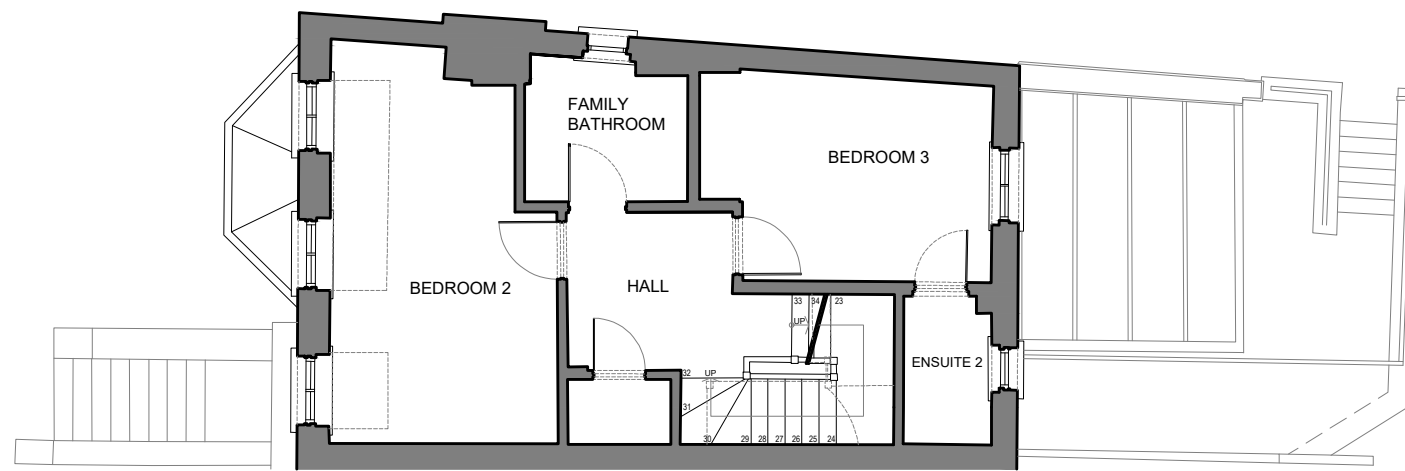 FAMILY
BATHROOM
BEDROOM 3
BEDROOM 2
HALL
33 34 23
UP
ENSUITE 2
32 UP
31
30 29 28 27 26 25 24